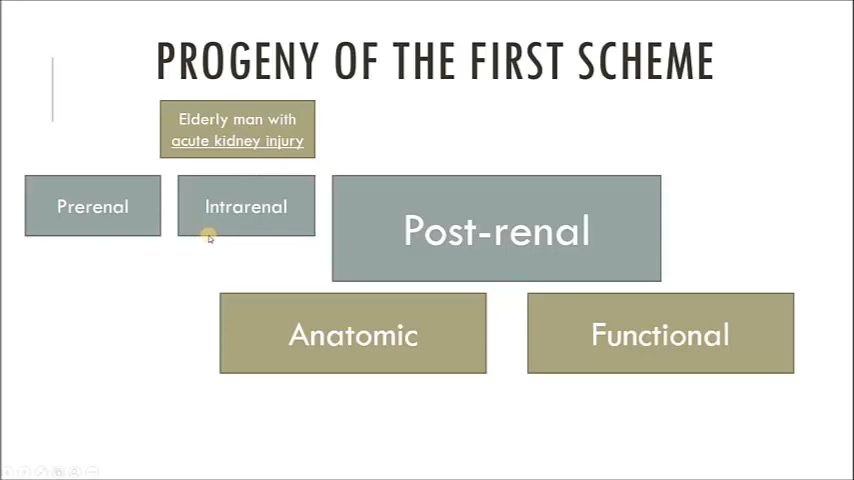 PROGENY OF THE FIRST SCHEME
Elderly man with
acute kidney injury
Prerenal
Intrarenal
Post-renal
Anatomic
Functional